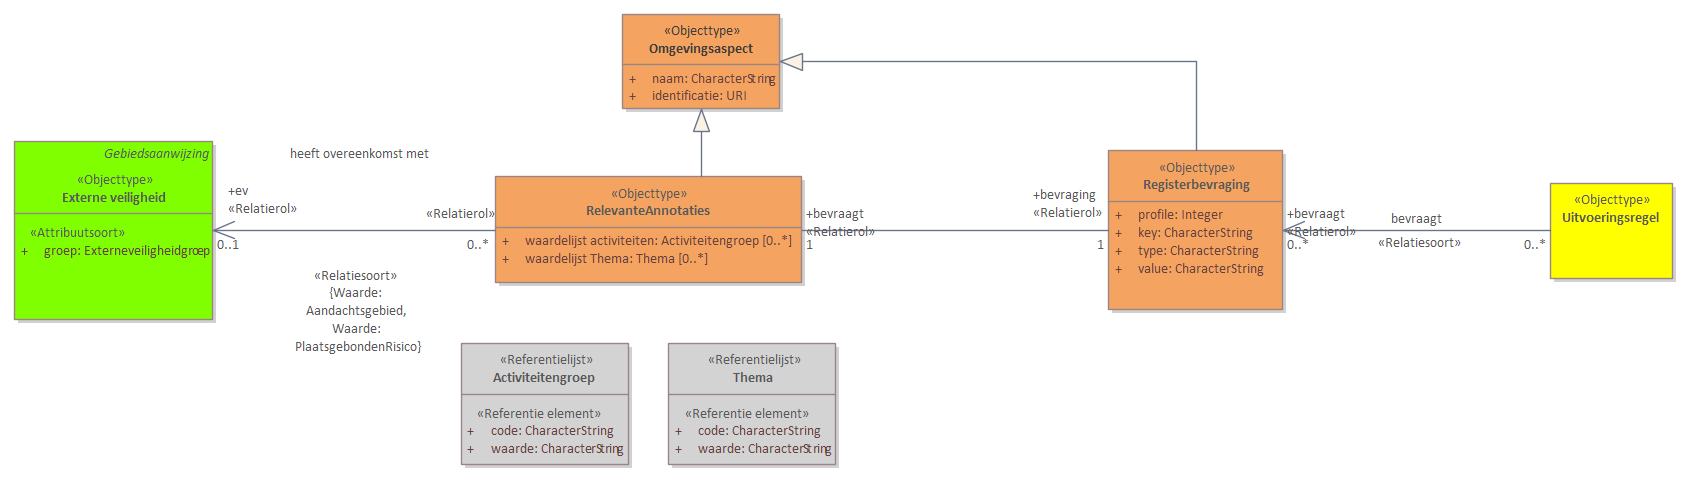 «Objecttype»
Omgevingsaspect
+ naam: CharacterString
+ identificatie: URI
Gebiedsaanwijzing
«Objecttype»
Externe veiligheid
«Attribuutsoort»
+ groep: Externeveiligheidgroep
heeft overeenkomst met
+ev
«Relatierol»
0..1
«Relatierol»
0..*
«Relatiesoort»
{Waarde:
Aandachtsgebied,
Waarde:
PlaatsgebondenRisico}
«Objecttype»
RelevanteAnnotaties
+ waardelijst activiteiten: Activiteitengroep [0..*]
+ waardelijst Thema: Thema [0..*]
+bevraagt
«Relatierol»
1
+bevraging
«Relatierol»
1
«Objecttype»
Registerbevraging
+ profile: Integer
+ key: CharacterString
+ type: CharacterString
+ value: CharacterString
+bevraagt
«Relatierol»
0..*
bevraagt
«Relatiesoort»
0..*
«Objecttype»
Uitvoeringsregel
«Referentielijst»
Activiteitengroep
«Referentie element»
+ code: CharacterString
+ waarde: CharacterString
«Referentielijst»
Thema
«Referentie element»
+ code: CharacterString
+ waarde: CharacterString